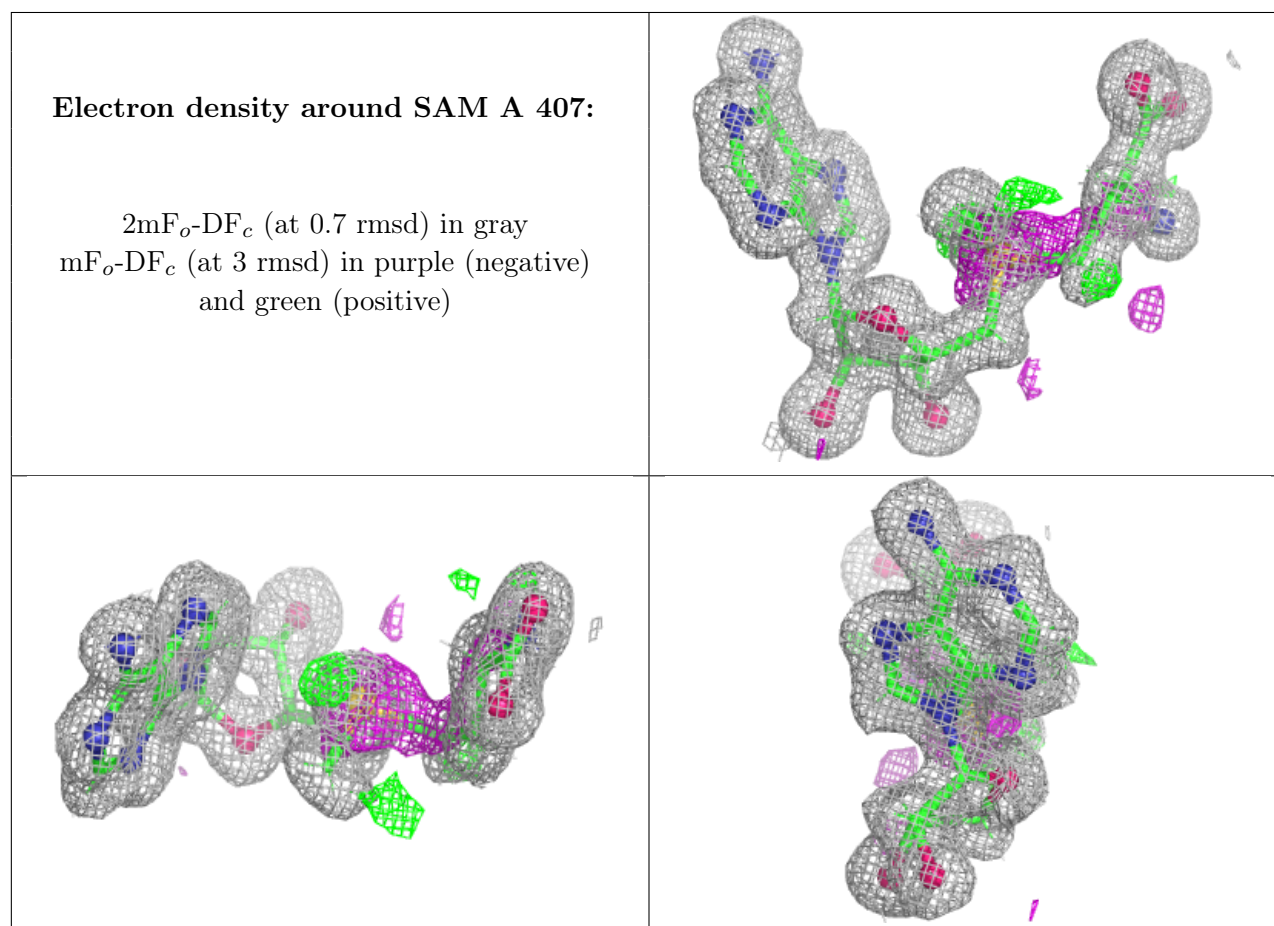 Electron density around SAM A 407:
2mFₒ-DF𝒸 (at 0.7 rmsd) in gray
mFₒ-DF𝒸 (at 3 rmsd) in purple (negative)
and green (positive)